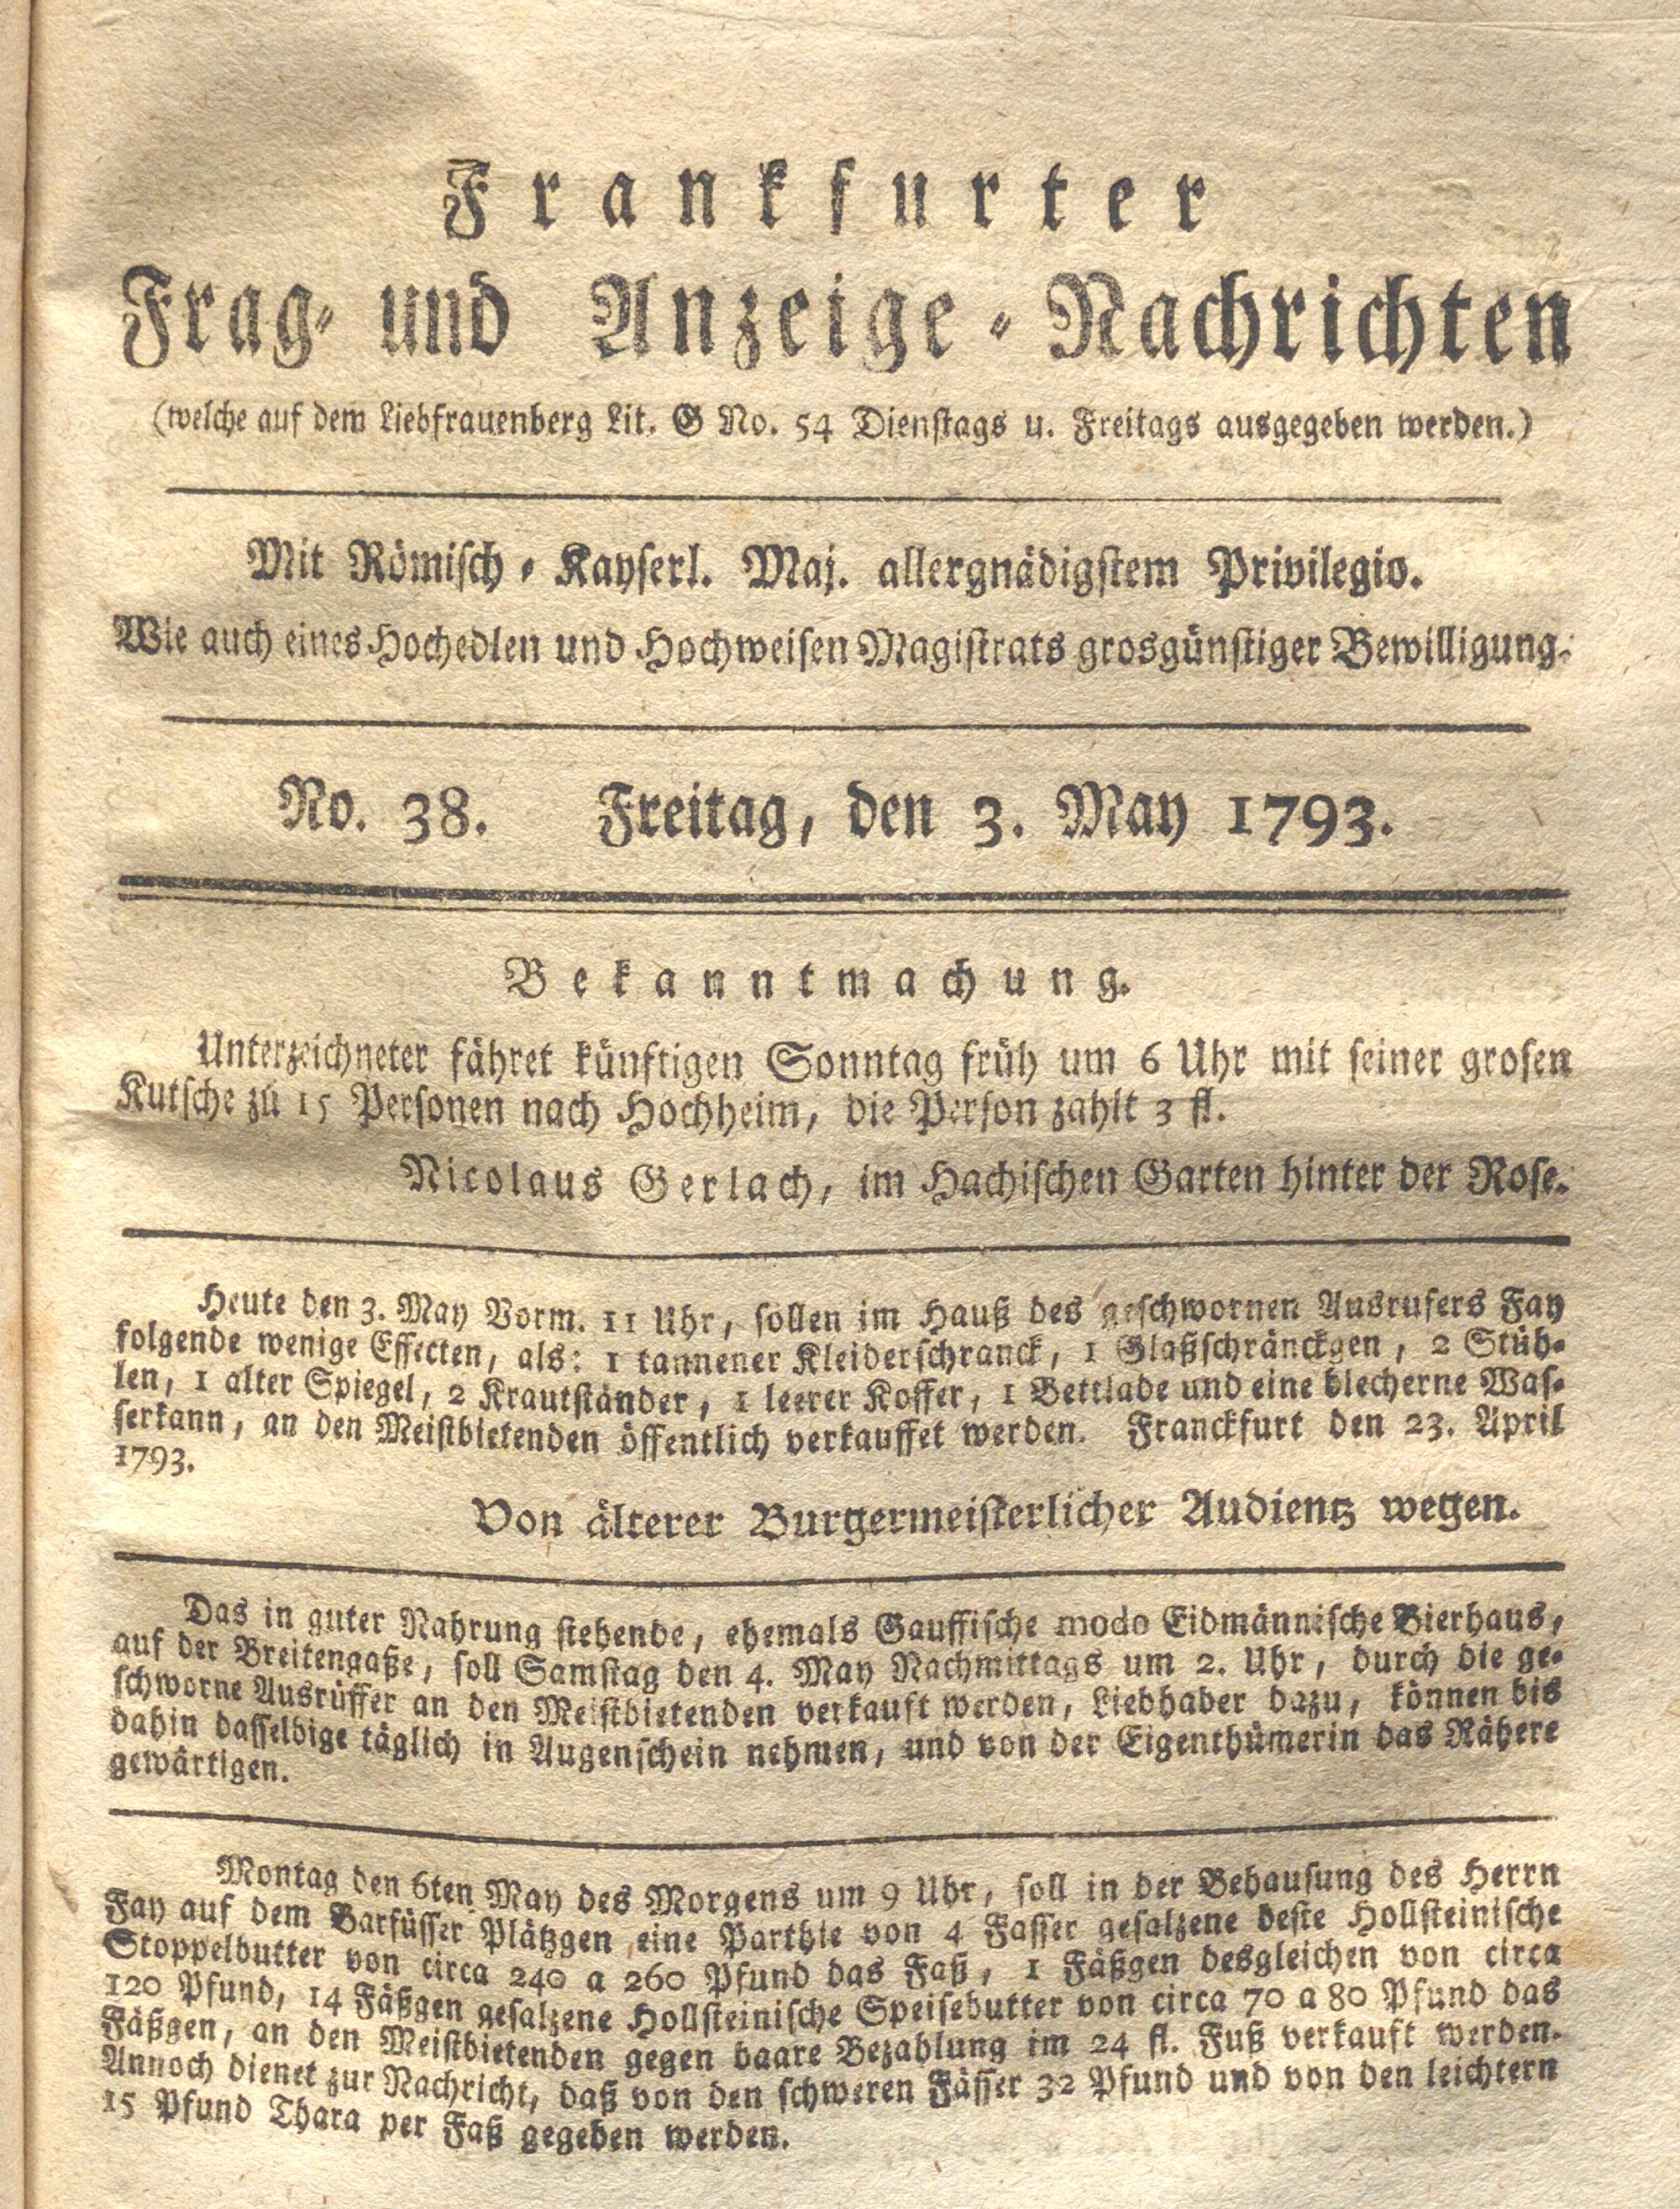 Frankfurter
Frag- und Anzeige-Nachrichten
(welche auf dem Liebfrauenberg Lit. G No. 54 Dienstags u. Freitags ausgegeben werden.)
Mit Römisch-Kayserl. Maj. allergnädigstem Privilegio.
Wie auch eines Hochedlen und Hochweisen Magistrats grosgünstiger Bewilligung.
No. 38. Freitag, den 3. May 1793.
Bekanntmachung.
Unterzeichneter fähret künftigen Sonntag früh um 6 Uhr mit seiner grosen
Kutsche zu 15 Personen nach Hochheim, die Person zahlt 3 fl.
Nicolaus Gerlach, im Hachischen Garten hinter der Rose.
Heute den 3. May Vorm. 11 Uhr, sollen im Hauß des geschwornen Ausrufers Fay
folgende wenige Effecten, als: 1 tannener Kleiderschranck, 1 Glaßschränckgen, 2 Stüh-
len, 1 alter Spiegel, 2 Krautständer, 1 leerer Koffer, 1 Bettlade und eine blecherne Was-
serkann, an den Meistbietenden öffentlich verkauffet werden. Franckfurt den 23. April
1793.
Von älterer Burgermeisterlicher Audientz wegen.
Das in guter Nahrung stehende, ehemals Gauffische modo Eidmännische Bierhaus,
auf der Breitengaße, soll Samstag den 4. May Nachmittags um 2. Uhr, durch die ge-
schworne Ausrüffer an den Meistbietenden verkauft werden, Liebhaber dazu, können bis
dahin dasselbige täglich in Augenschein nehmen, und von der Eigenthümerin das Nähere
gewärtigen.
Montag den 6ten May des Morgens um 9 Uhr, soll in der Behausung des Herrn
Fay auf dem Barfüsser Plätzgen eine Parthie von 4 Fasser gesalzene beste Hollsteinische
Stoppelbutter von circa 240 a 260 Pfund das Faß, 1 Fäßgen desgleichen von circa
120 Pfund, 14 Fäßgen gesalzene Hollsteinische Speisebutter von circa 70 a 80 Pfund das
Fäßgen, an den Meistbietenden gegen baare Bezahlung im 24 fl. Fuß verkauft werden.
Annoch dienet zur Nachricht, daß von den schweren Fässer 32 Pfund und von den leichtern
15 Pfund Thara per Faß gegeben werden.